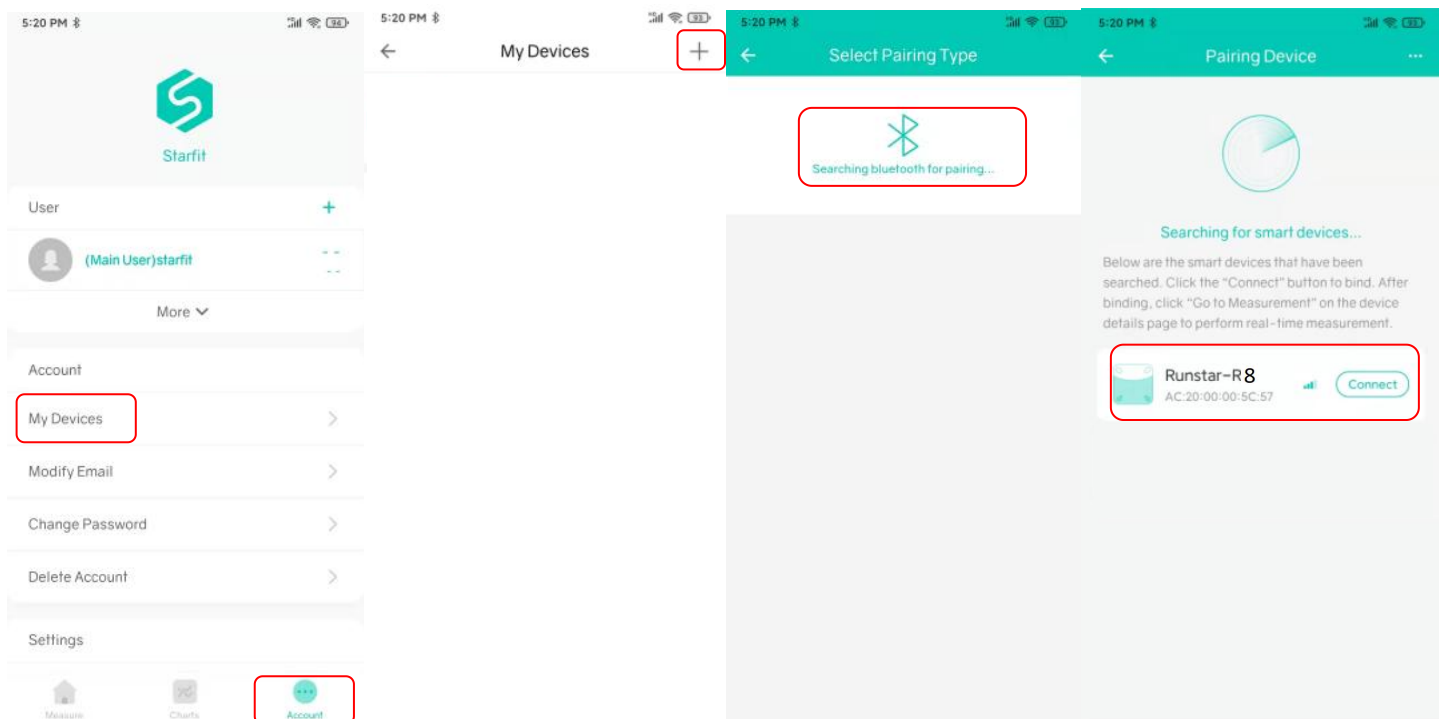 5:20 PM
94
Starfit
User
+
(Main User)starfit
- -
- -
More
Account
My Devices
Modify Email
Change Password
Delete Account
Settings
Measure
Charts
Account
5:20 PM
93
My Devices
5:20 PM
93
Select Pairing Type
Searching bluetooth for pairing...
5:20 PM
93
Pairing Device
...
Searching for smart devices...
Below are the smart devices that have been
searched. Click the "Connect" button to bind. After
binding, click "Go to Measurement" on the device
details page to perform real-time measurement.
Runstar-R8
Connect
AC:20:00:00:5C:57